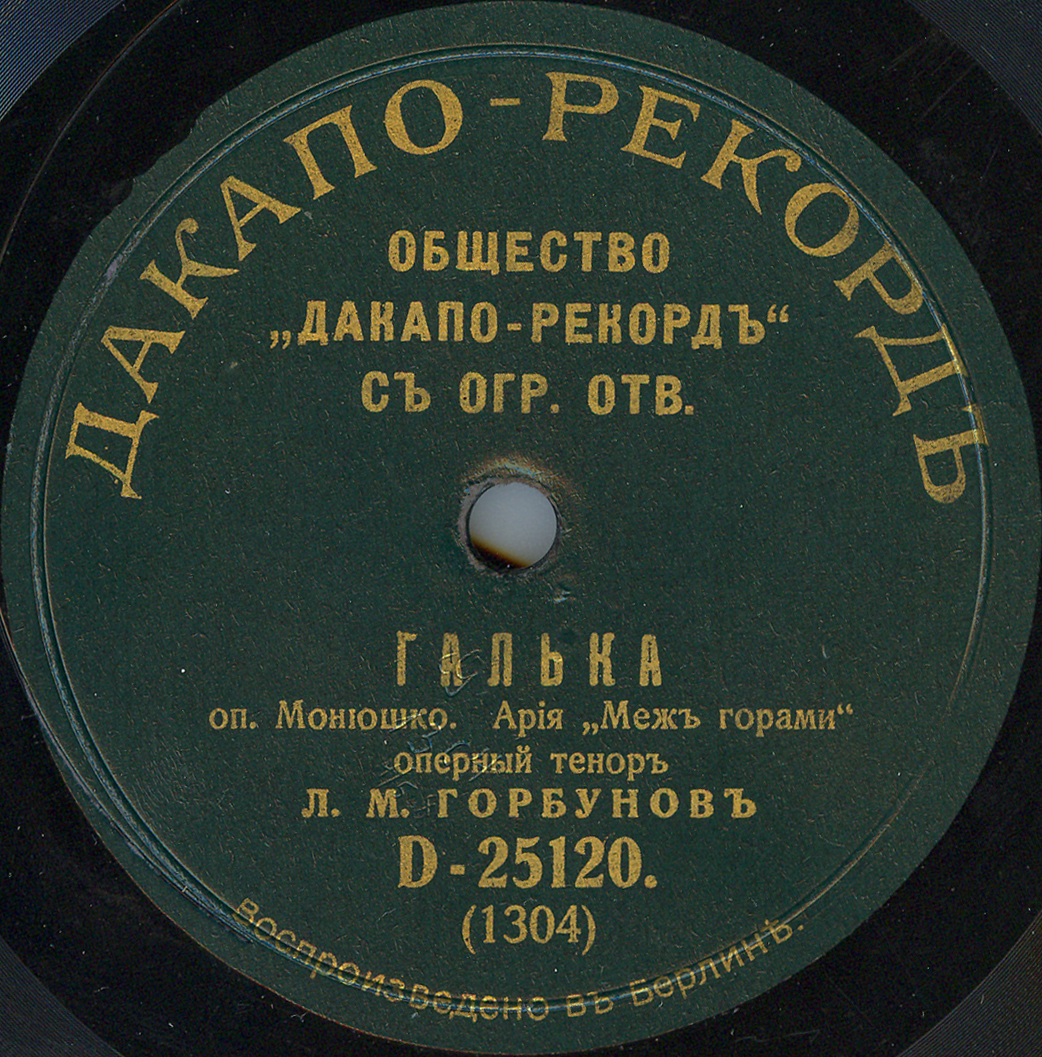 ДАКАПО-РЕКОРДЪ
ОБЩЕСТВО
„ДАКАПО-РЕКОРДЪ“
СЪ ОГР. ОТВ.
ГАЛЬКА
оп. Монюшко. Арія „Межъ горами“
оперный теноръ
Л. М. ГОРБУНОВЪ
D-25120.
(1304)
воспроизведено въ Берлинѣ.